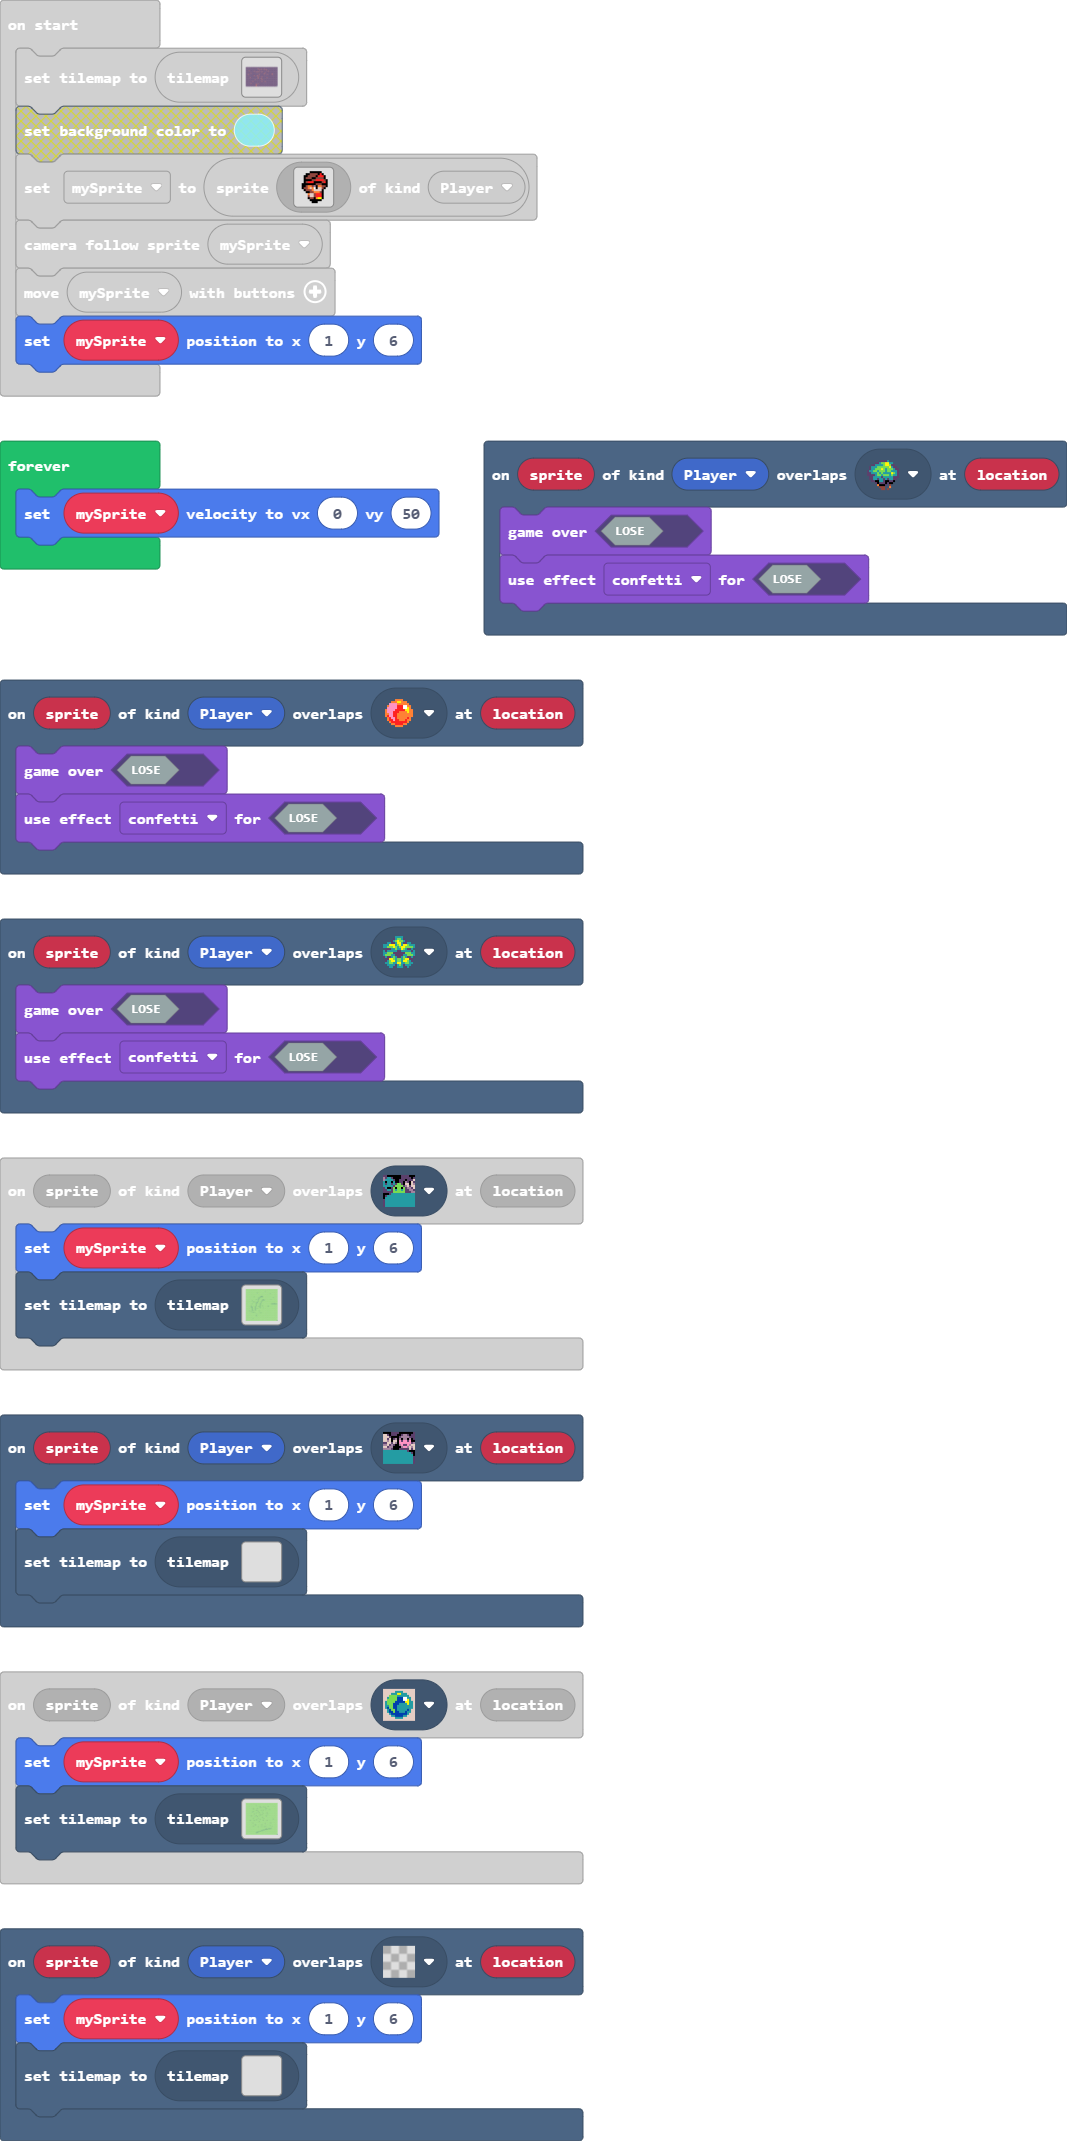 on start
set tilemap to tilemap
set background color to
set mySprite to sprite of kind Player
camera follow sprite mySprite
move mySprite with buttons
set mySprite position to x 1 y 6
forever
set mySprite velocity to vx 0 vy 50
on sprite of kind Player overlaps at location
game over LOSE
use effect confetti for LOSE
on sprite of kind Player overlaps at location
game over LOSE
use effect confetti for LOSE
on sprite of kind Player overlaps at location
game over LOSE
use effect confetti for LOSE
on sprite of kind Player overlaps at location
set mySprite position to x 1 y 6
set tilemap to tilemap
on sprite of kind Player overlaps at location
set mySprite position to x 1 y 6
set tilemap to tilemap
on sprite of kind Player overlaps at location
set mySprite position to x 1 y 6
set tilemap to tilemap
on sprite of kind Player overlaps at location
set mySprite position to x 1 y 6
set tilemap to tilemap